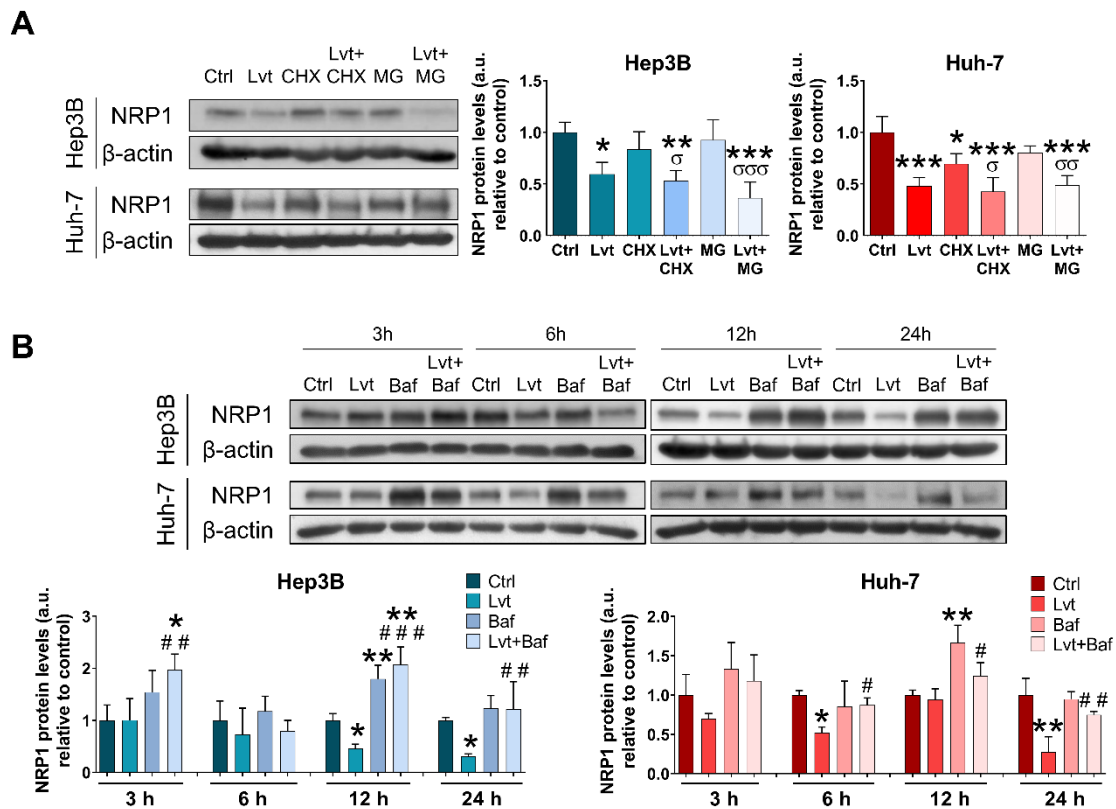 A
Ctrl Lvt CHX Lvt+ CHX MG Lvt+ MG
Hep3B
NRP1
β-actin
Huh-7
NRP1
β-actin
Hep3B
NRP1 protein levels (a.u. relative to control)
1.5
1.0
0.5
0.0
*
**
σ
***
σσσ
Ctrl Lvt CHX Lvt+ CHX MG Lvt+ MG
Huh-7
NRP1 protein levels (a.u. relative to control)
1.5
1.0
0.5
0.0
***
*
***
σ
***
σσ
Ctrl Lvt CHX Lvt+ CHX MG Lvt+ MG
B
3h 6h 12h 24h
Ctrl Lvt Baf Lvt+ Baf Ctrl Lvt Baf Lvt+ Baf Ctrl Lvt Baf Lvt+ Baf Ctrl Lvt Baf Lvt+ Baf
Hep3B
NRP1
β-actin
Huh-7
NRP1
β-actin
Hep3B
NRP1 protein levels (a.u. relative to control)
3
2
1
0
Ctrl
Lvt
Baf
Lvt+Baf
*
##
*
**
**
###
*
##
3 h 6 h 12 h 24 h
Huh-7
NRP1 protein levels (a.u. relative to control)
2.0
1.5
1.0
0.5
0.0
Ctrl
Lvt
Baf
Lvt+Baf
*
#
**
#
**
##
3 h 6 h 12 h 24 h